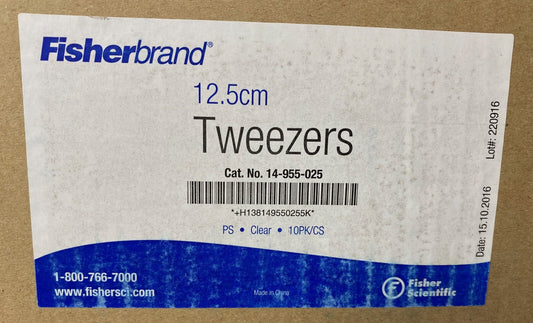 Fisherbrand®
12.5cm
Tweezers
Cat. No. 14-955-025
*+H138149550255K*
PS • Clear • 10PK/CS
Lot#: 220916
Date: 15.10.2016
1-800-766-7000
www.fishersci.com
Made in China
Fisher
Scientific